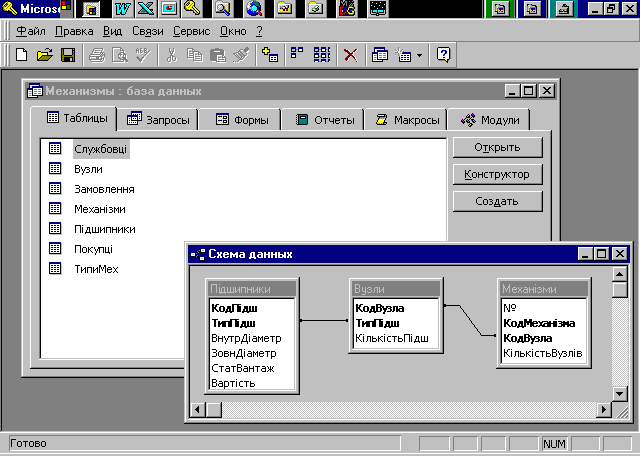 Microsof
Файл Правка Вид Связи Сервис Окно ?
Механизмы : база данных
Таблицы Запросы Формы Отчеты Макросы Модули
Службовці
Вузли
Замовлення
Механізми
Підшипники
Покупці
ТипиМех
Открыть
Конструктор
Создать
Схема данных
Підшипники
КодПідш
ТипПідш
ВнутрДіаметр
ЗовнДіаметр
СтатВантаж
Вартість
Вузли
КодВузла
ТипПідш
КількістьПідш
Механізми
№
КодМеханізма
КодВузла
КількістьВузлів
Готово
NUM